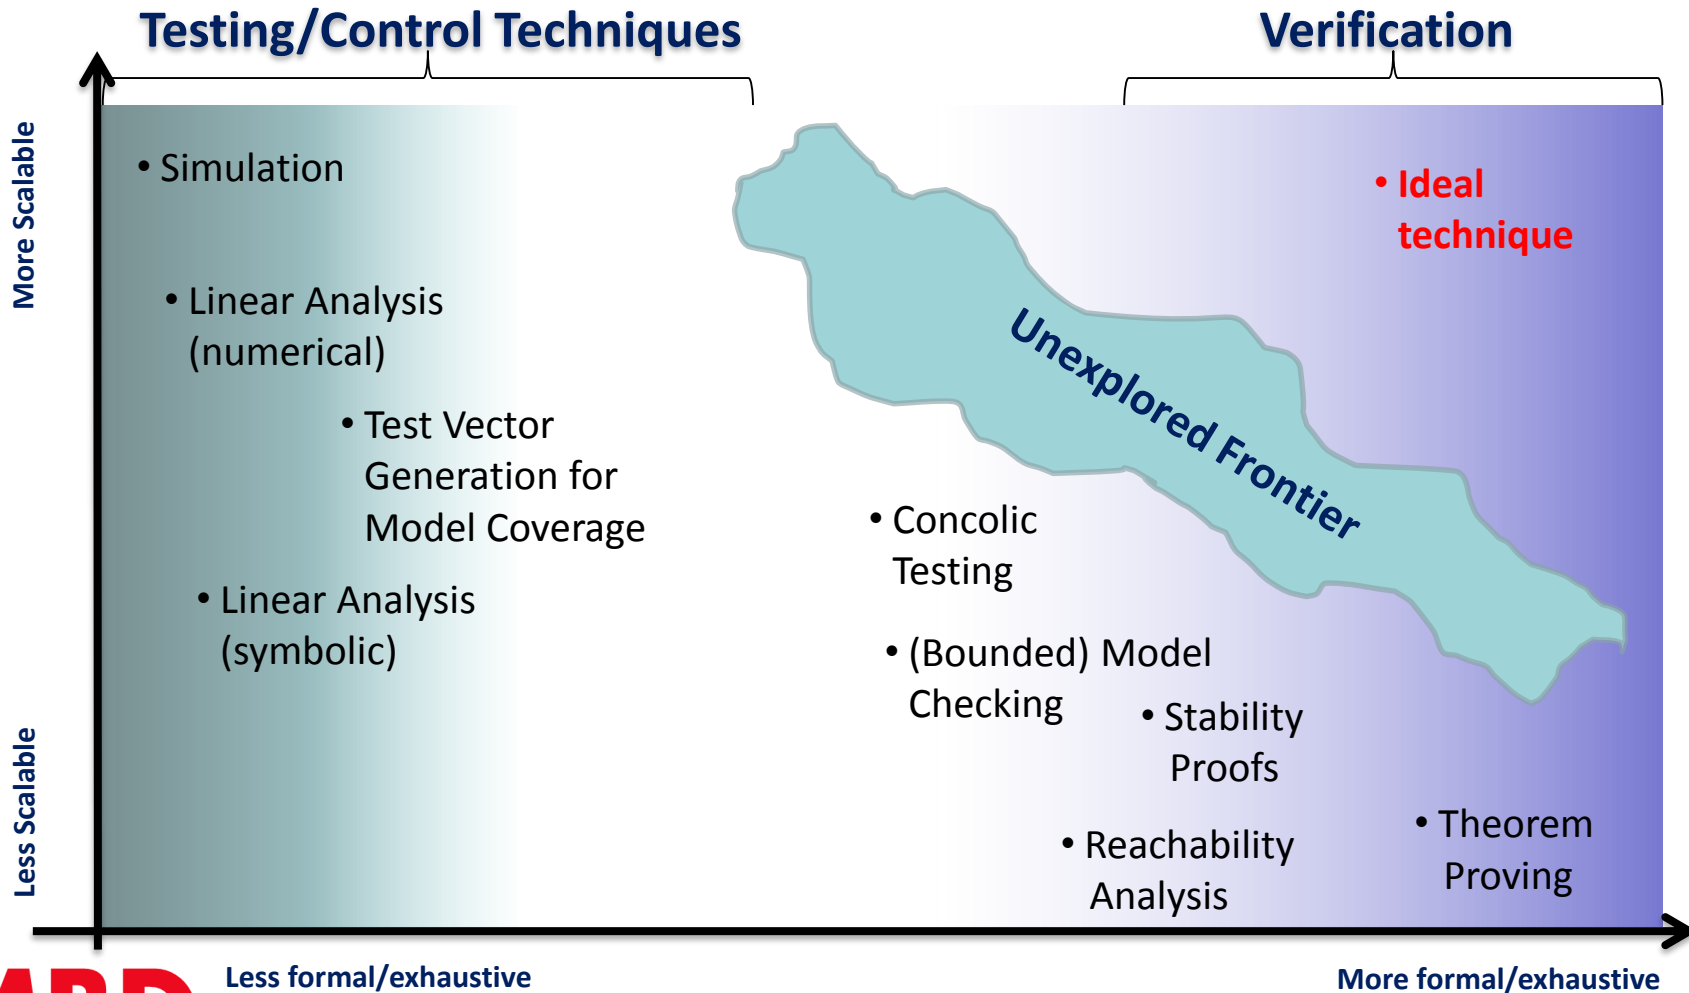 Testing/Control Techniques
Verification
More Scalable
• Simulation
• Ideal
technique
• Linear Analysis
(numerical)
Unexplored Frontier
• Test Vector
Generation for
Model Coverage
• Concolic
Testing
• Linear Analysis
(symbolic)
• (Bounded) Model
Checking
• Stability
Proofs
Less Scalable
• Theorem
Proving
• Reachability
Analysis
Less formal/exhaustive
More formal/exhaustive